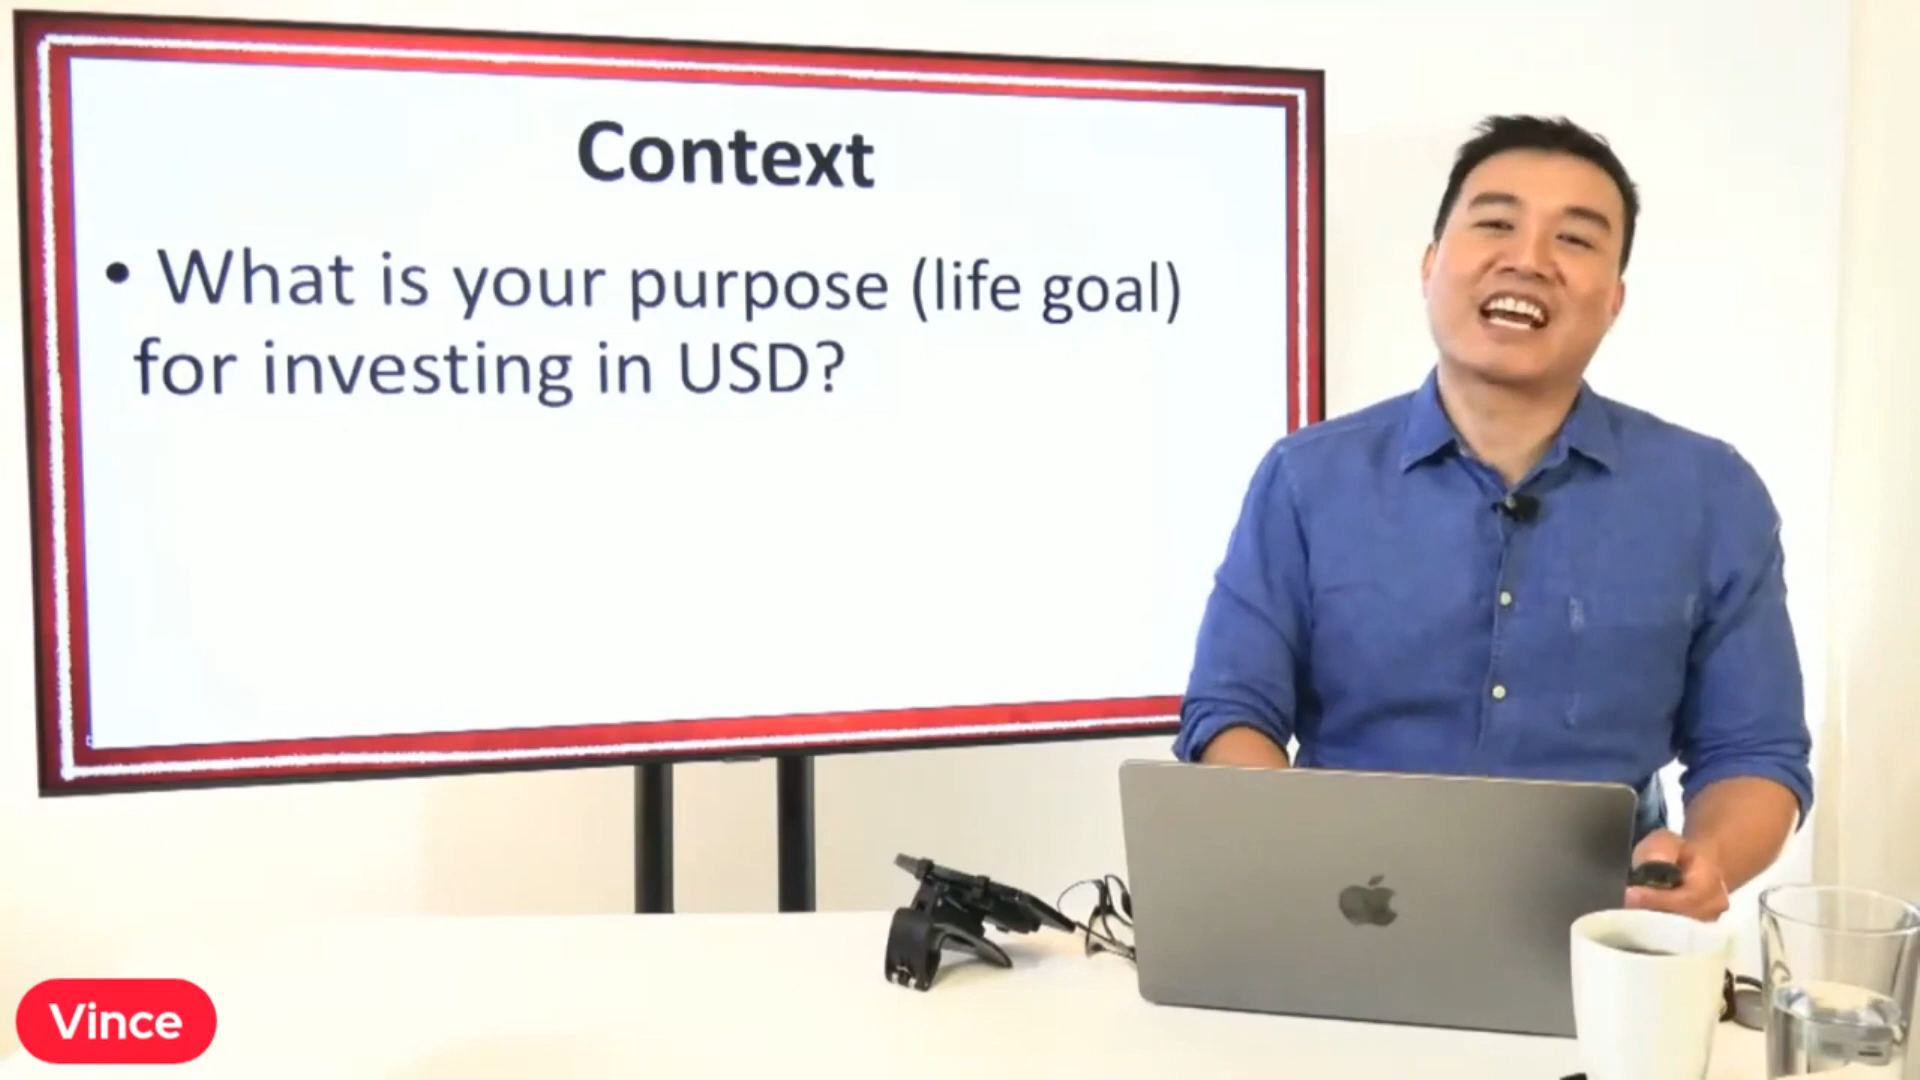 Context
• What is your purpose (life goal)
for investing in USD?
Vince